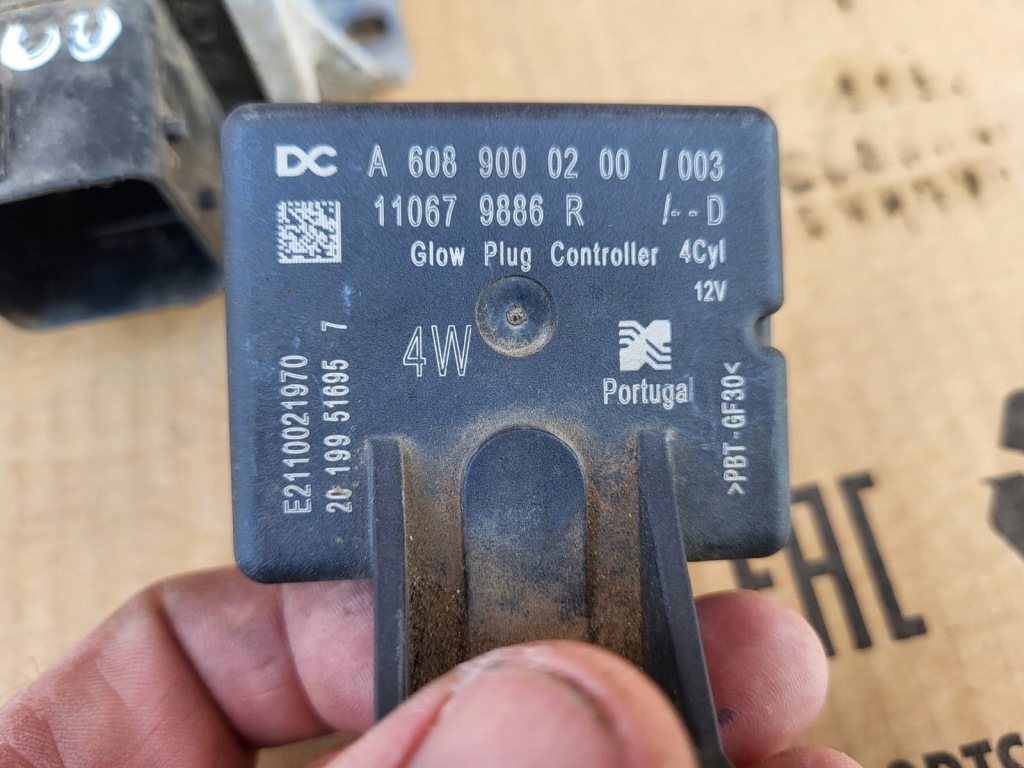 DC A 608 900 02 00 /003
11067 9886 R /--D
Glow Plug Controller 4Cyl
12V
4W
Portugal
E2110021970
20 199 51695 7
>PBT-GF30<
EAC